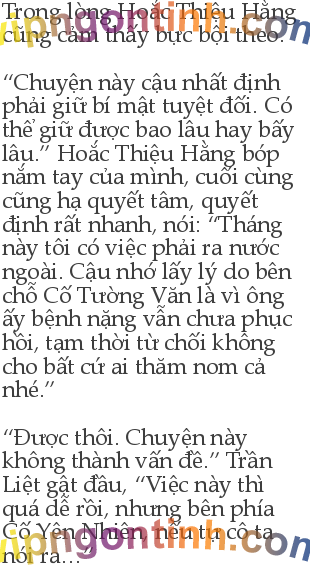 Trong lòng Hoắc Thiệu Hằng
cũng cảm thấy bực bội theo.
“Chuyện này cậu nhất định
phải giữ bí mật tuyệt đối. Có
thể giữ được bao lâu hay bấy
lâu.” Hoắc Thiệu Hằng bóp
nắm tay của mình, cuối cùng
cũng hạ quyết tâm, quyết
định rất nhanh, nói: “Tháng
này tôi có việc phải ra nước
ngoài. Cậu nhớ lấy lý do bên
chỗ Cố Tường Văn là vì ông
ấy bệnh nặng vẫn chưa phục
hồi, tạm thời từ chối không
cho bất cứ ai thăm nom cả
nhé.”
“Được thôi. Chuyện này
không thành vấn đề.” Trần
Liệt gật đầu, “Việc này thì
quá dễ rồi, nhưng bên phía
Cố Yên Nhiên, nếu tự cô ta
nói ra...”
vipngontinh.com
vipngontinh.com